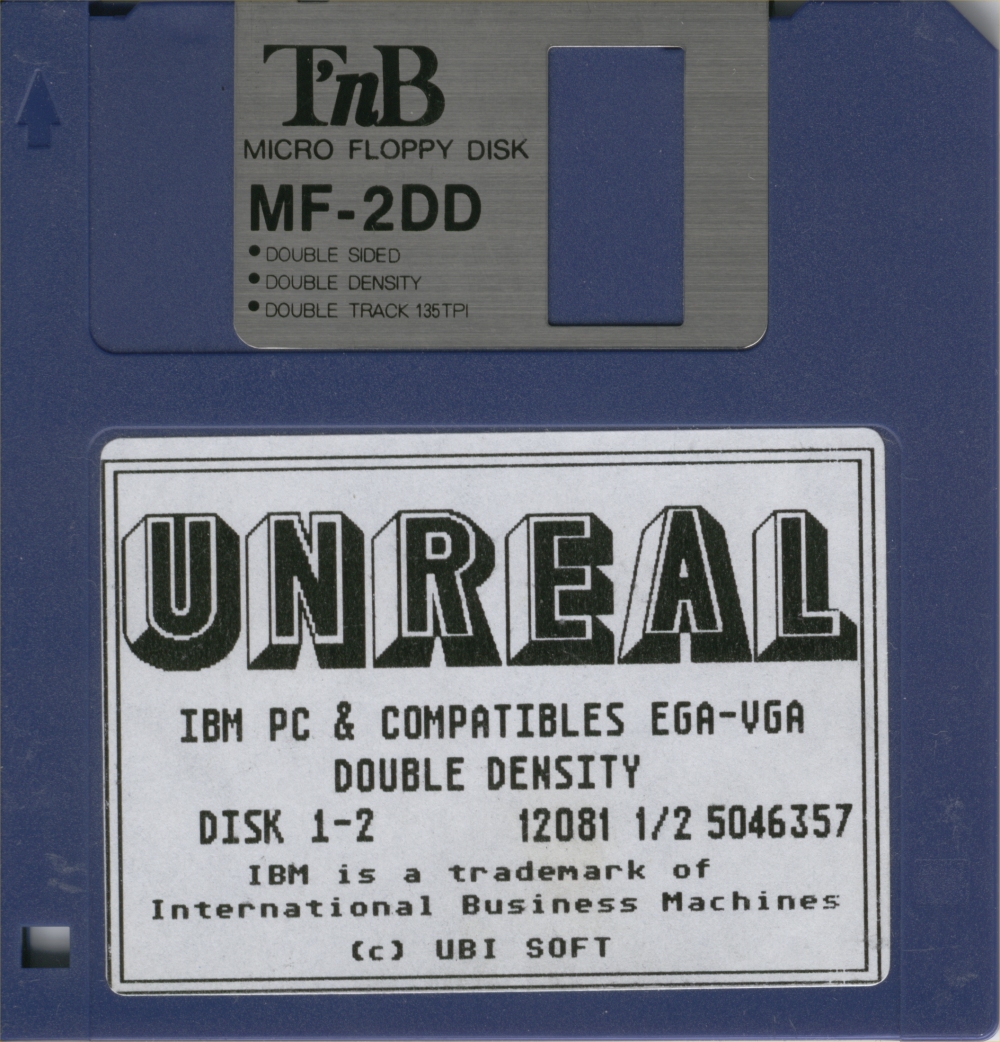 T'nB
MICRO FLOPPY DISK
MF-2DD
• DOUBLE SIDED
• DOUBLE DENSITY
• DOUBLE TRACK 135TPI
UNREAL
IBM PC & COMPATIBLES EGA-VGA
DOUBLE DENSITY
DISK 1-2 12081 1/2 5046357
IBM is a trademark of
International Business Machines
(c) UBI SOFT